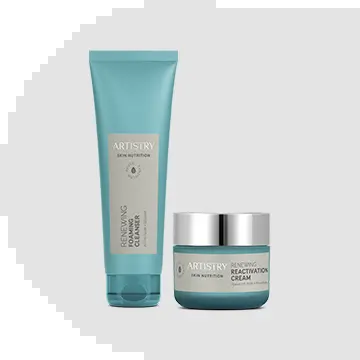 ARTISTRY
SKIN NUTRITION
RENEWING
FOAMING
CLEANSER
ARTISTRY
SKIN NUTRITION
RENEWING
REACTIVATION
CREAM